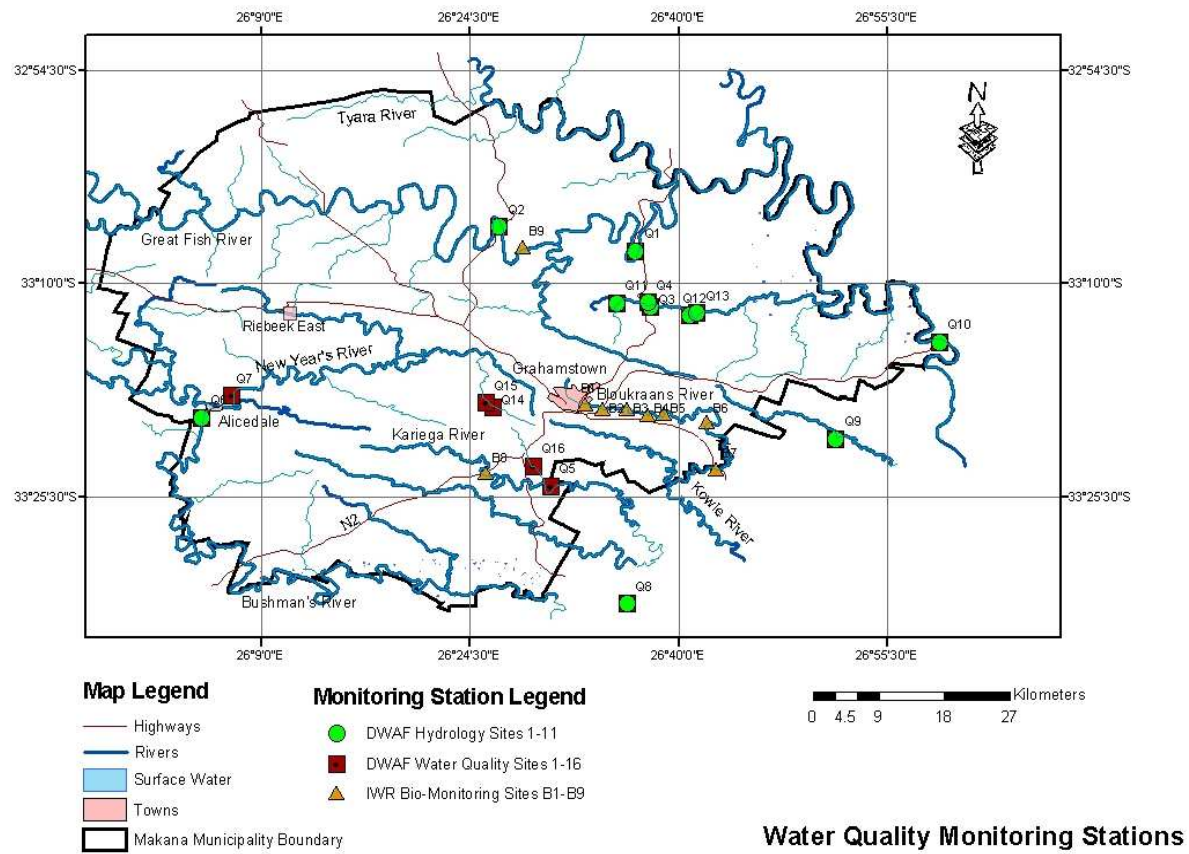 26°9'0"E 26°24'30"E 26°40'0"E 26°55'30"E
32°54'30"S 32°54'30"S
N
Tyara River
Q2
B9
Q1
Great Fish River
33°10'0"S 33°10'0"S
Q11 Q4
Q3 Q12 Q13
Riebeek East
Q10
New Year's River
Grahamstown
Q7
Q15
Bloukraans River
Q14
B3 B4 B5 B6
Alicedale
Kariega River
Q9
Q16
B8
Q5
33°25'30"S 33°25'30"S
Kowie River
N2
Q8
Bushman's River
26°9'0"E 26°24'30"E 26°40'0"E 26°55'30"E
Map Legend
Highways
Rivers
Surface Water
Towns
Makana Municipality Boundary
Monitoring Station Legend
DWAF Hydrology Sites 1-11
DWAF Water Quality Sites 1-16
IWR Bio-Monitoring Sites B1-B9
Kilometers
0 4.5 9 18 27
Water Quality Monitoring Stations